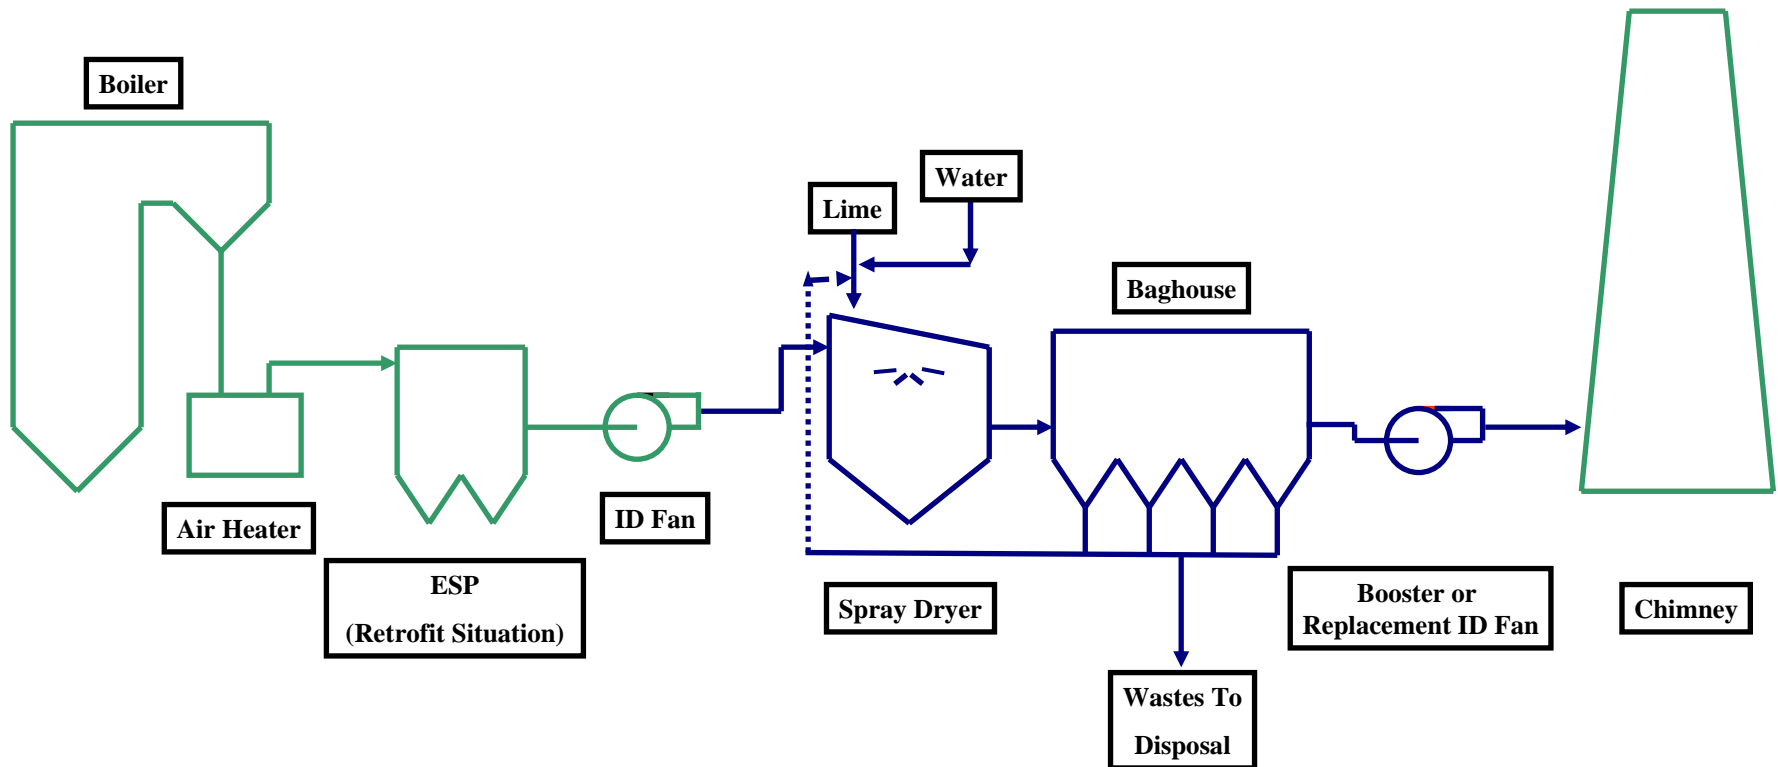 Boiler
Water
Lime
Baghouse
Air Heater
ID Fan
ESP
(Retrofit Situation)
Spray Dryer
Booster or
Replacement ID Fan
Chimney
Wastes To
Disposal